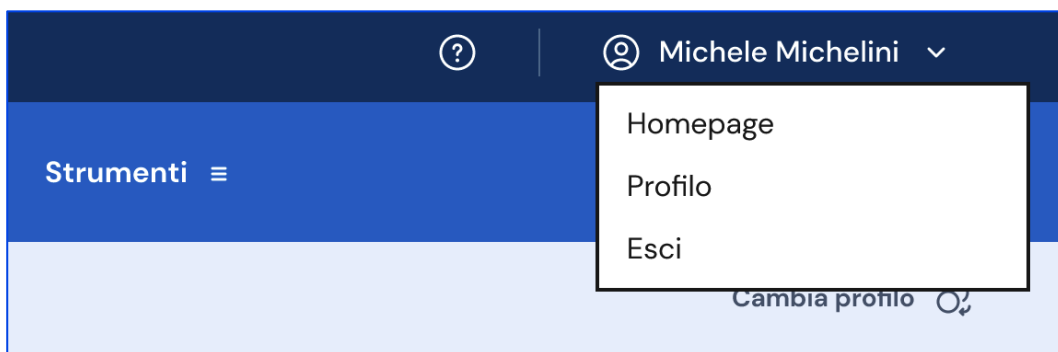 Michele Michelini
Homepage
Strumenti
Profilo
Esci
Cambia profilo